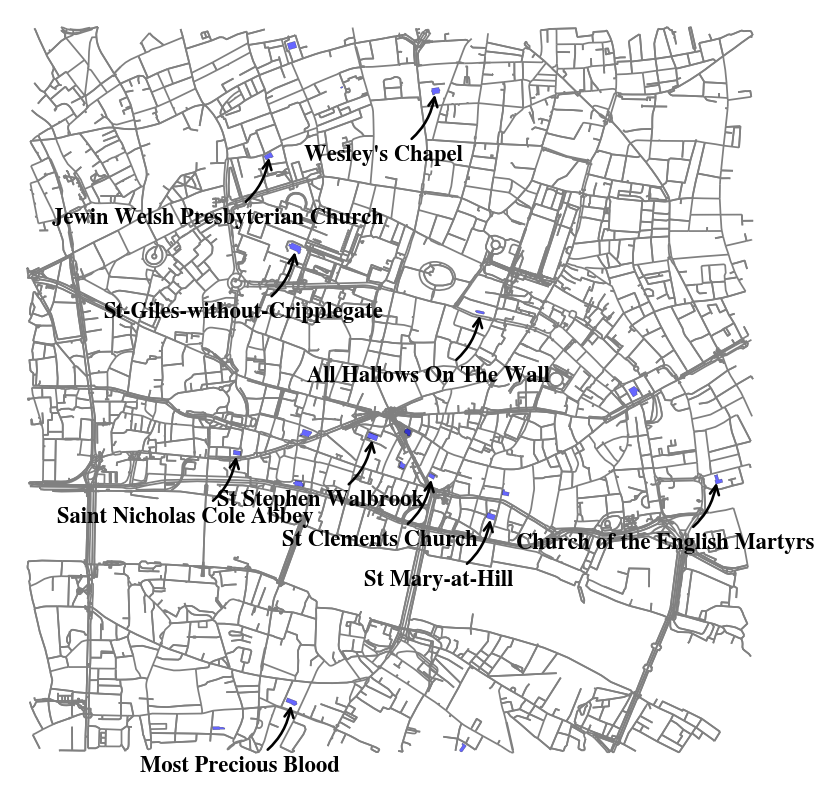 Wesley's Chapel
Jewin Welsh Presbyterian Church
St-Giles-without-Cripplegate
All Hallows On The Wall
St Stephen Walbrook
Saint Nicholas Cole Abbey
St Clements Church
Church of the English Martyrs
St Mary-at-Hill
Most Precious Blood